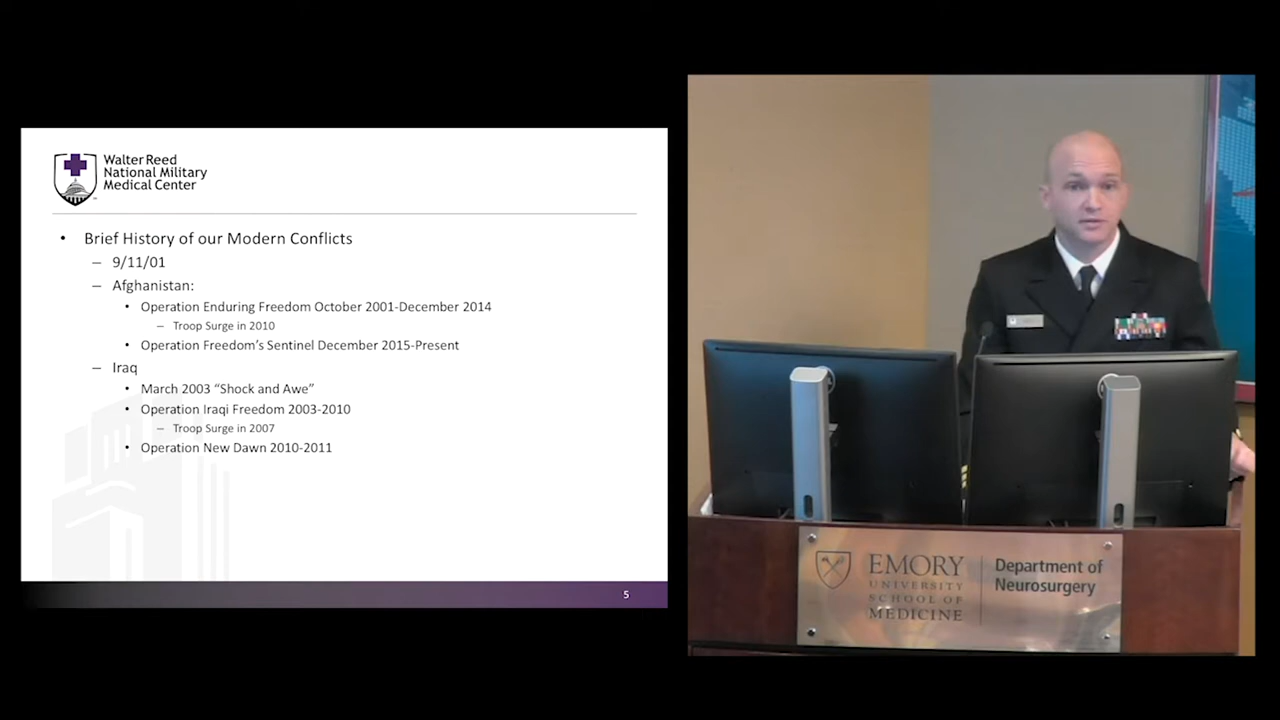 Walter Reed
National Military
Medical Center
• Brief History of our Modern Conflicts
– 9/11/01
– Afghanistan:
• Operation Enduring Freedom October 2001-December 2014
– Troop Surge in 2010
• Operation Freedom’s Sentinel December 2015-Present
– Iraq
• March 2003 “Shock and Awe”
• Operation Iraqi Freedom 2003-2010
– Troop Surge in 2007
• Operation New Dawn 2010-2011
5
EMORY
UNIVERSITY
SCHOOL OF
MEDICINE
Department of
Neurosurgery